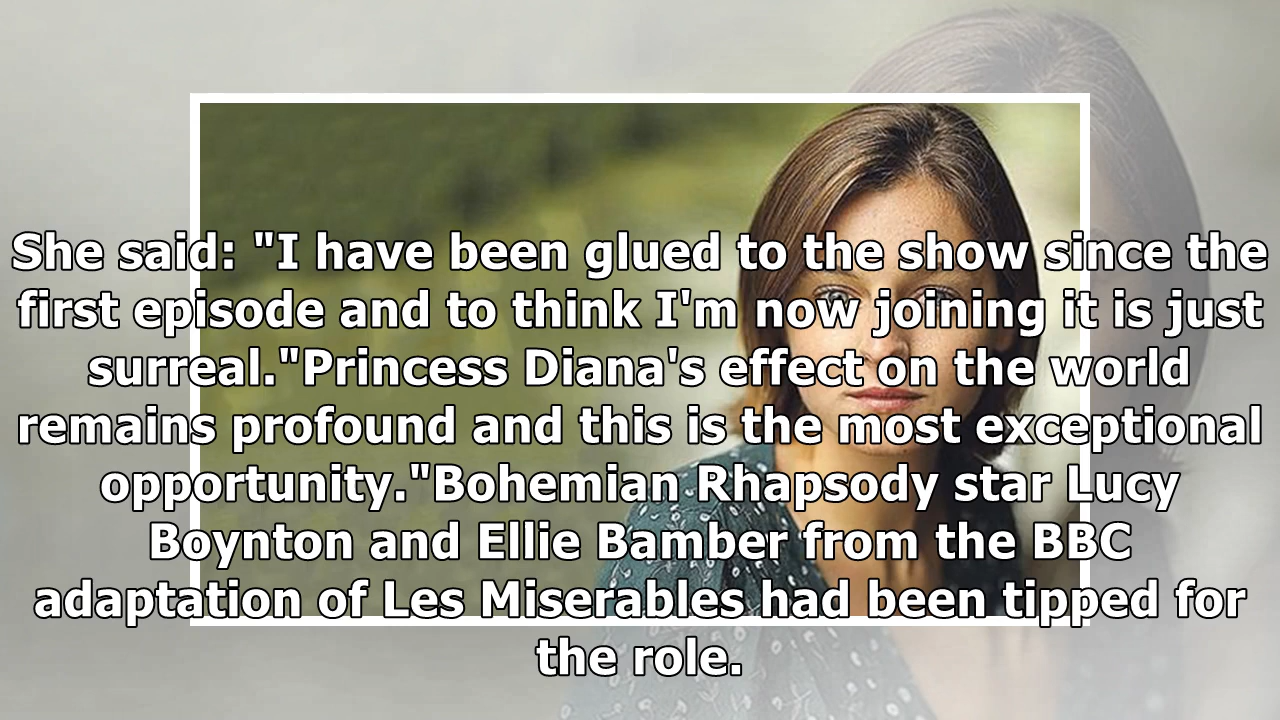 She said: "I have been glued to the show since the
first episode and to think I'm now joining it is just
surreal."Princess Diana's effect on the world
remains profound and this is the most exceptional
opportunity."Bohemian Rhapsody star Lucy
Boynton and Ellie Bamber from the BBC
adaptation of Les Miserables had been tipped for
the role.